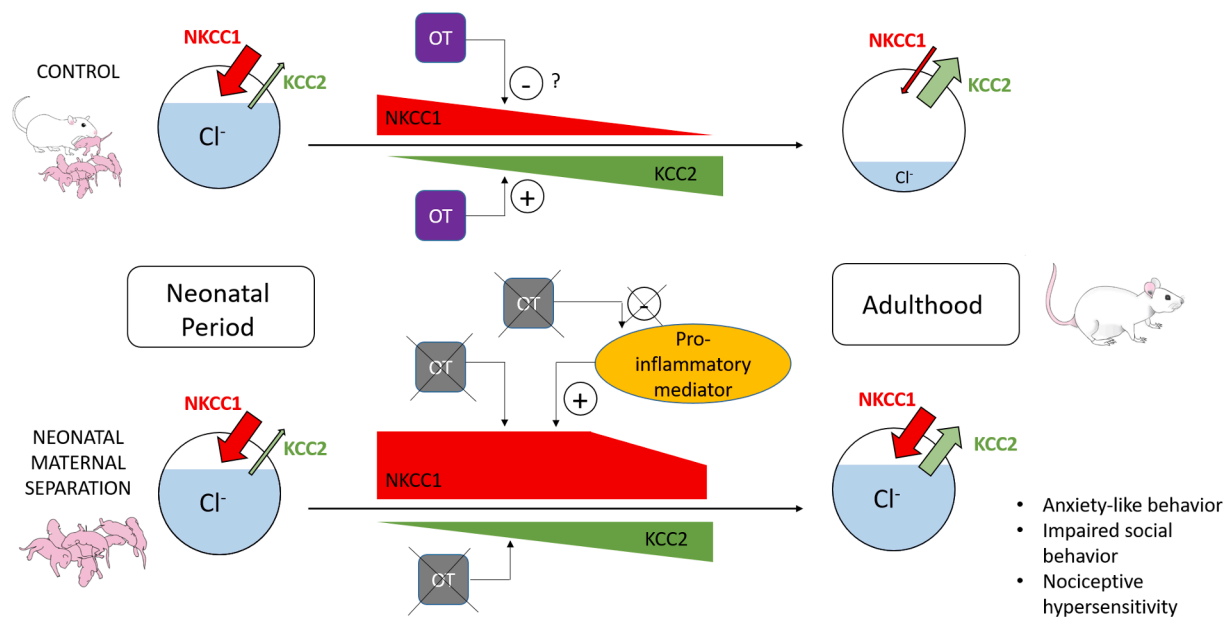 OT
NKCC1
KCC2
CONTROL
Cl-
- ?
NKCC1
KCC2
OT
+
NKCC1
KCC2
Cl-
Neonatal
Period
OT
-
OT
Pro-
inflammatory
mediator
+
Adulthood
NEONATAL
MATERNAL
SEPARATION
NKCC1
KCC2
Cl-
NKCC1
KCC2
OT
NKCC1
KCC2
Cl-
• Anxiety-like behavior
• Impaired social
behavior
• Nociceptive
hypersensitivity